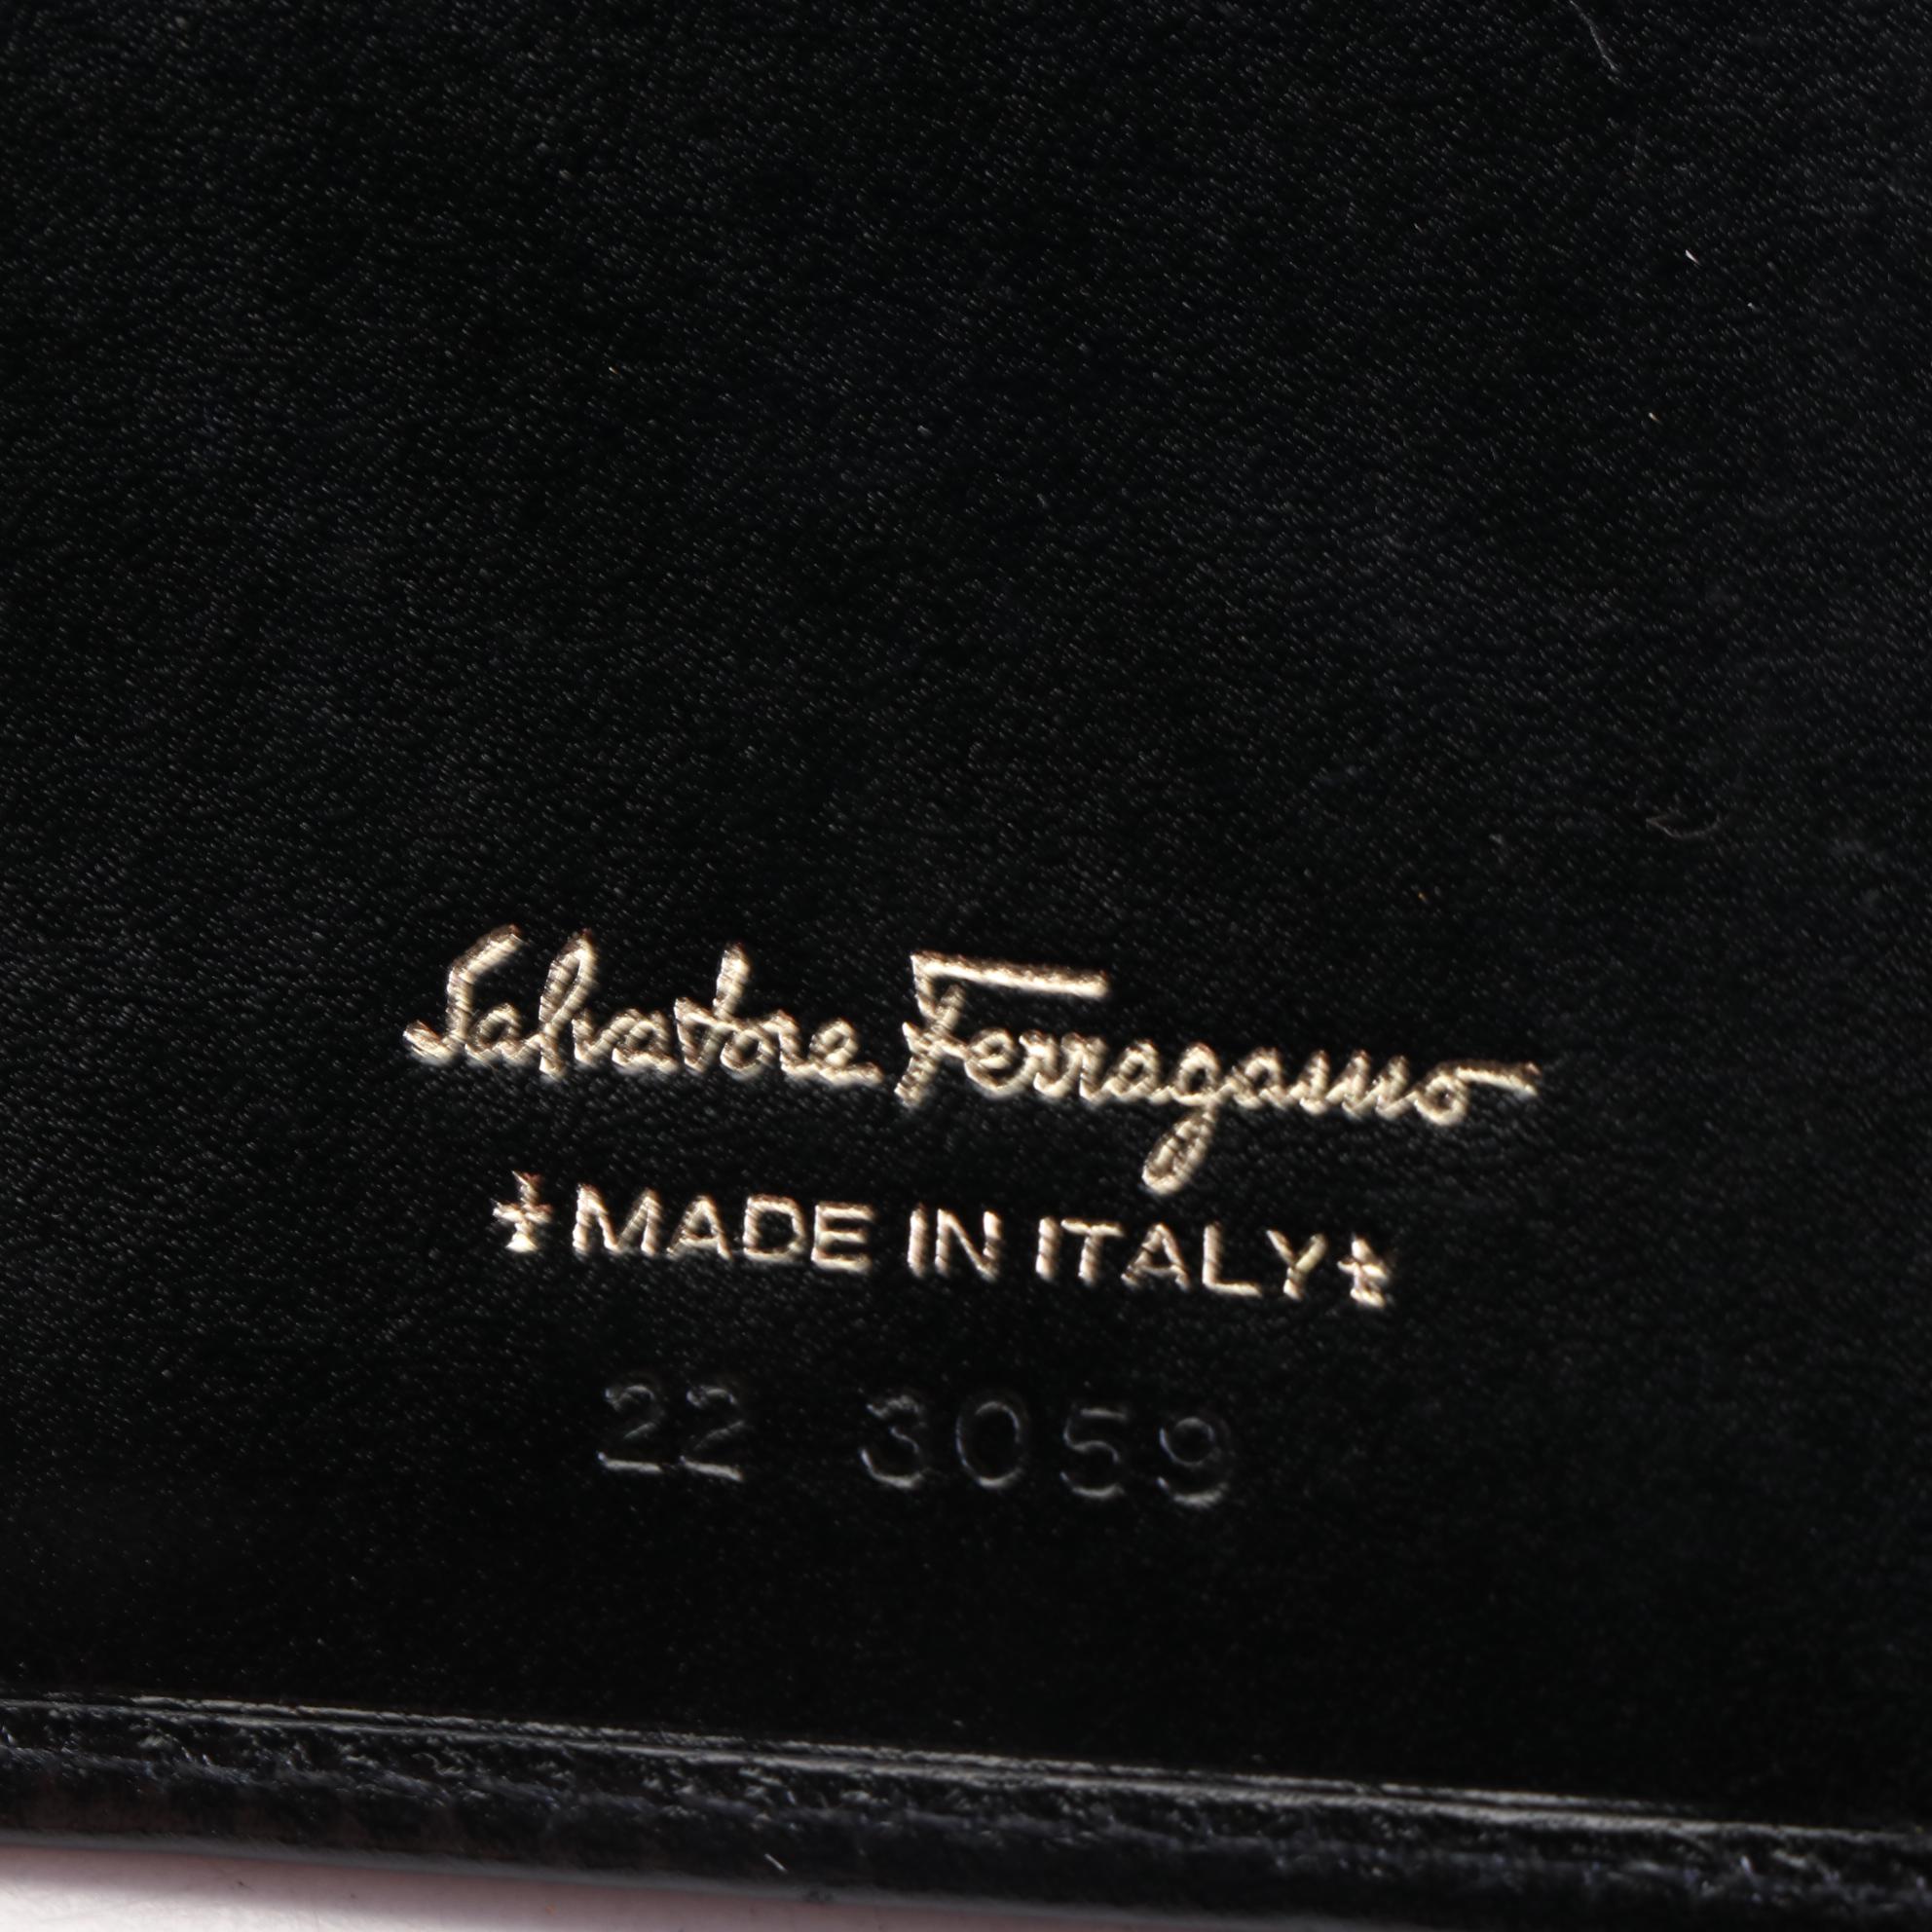 Salvatore Ferragamo
MADE IN ITALY
22 3059